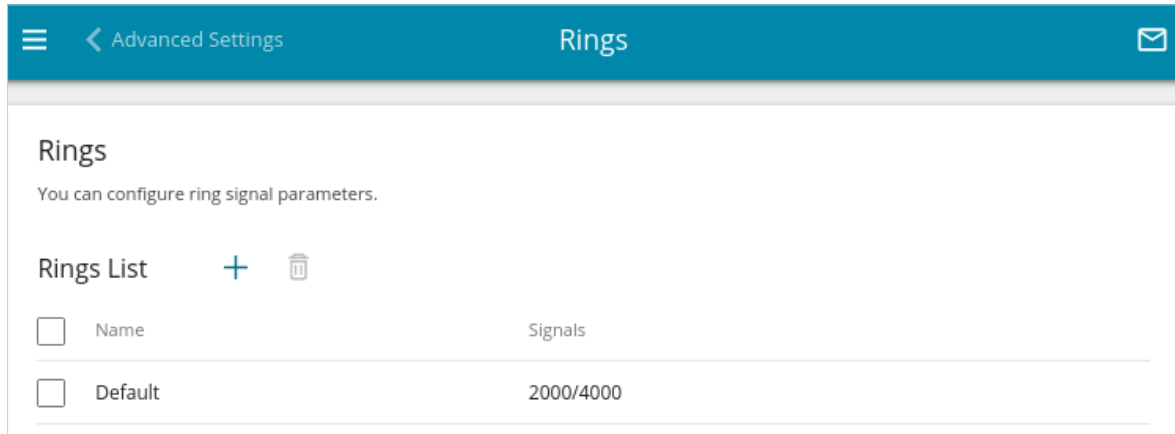 Advanced Settings Rings
Rings
You can configure ring signal parameters.
Rings List
Name Signals
Default 2000/4000